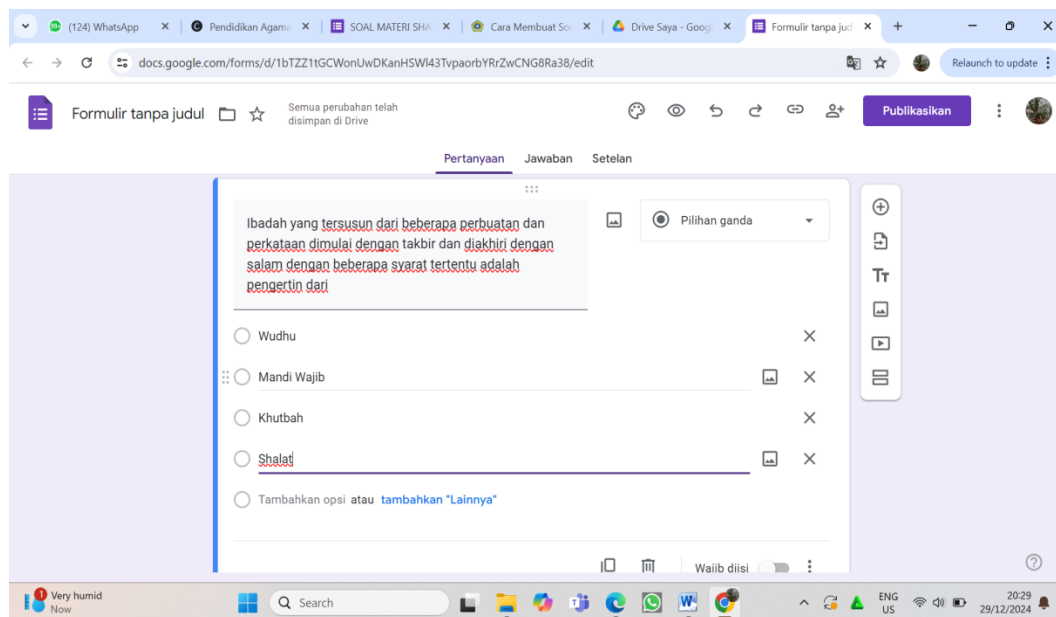 (124) WhatsApp
Pendidikan Agama
SOAL MATERI SHA
Cara Membuat So
Drive Saya - Goog
Formulir tanpa jud
docs.google.com/forms/d/1bTZZ1tGCWonUwDKanHSWl43TvpaorbYRrZwCNG8Ra38/edit
Relaunch to update
Formulir tanpa judul
Semua perubahan telah
disimpan di Drive
Publikasikan
Pertanyaan Jawaban Setelan
Ibadah yang tersusun dari beberapa perbuatan dan
perkataan dimulai dengan takbir dan diakhiri dengan
salam dengan beberapa syarat tertentu adalah
pengertin dari
Pilihan ganda
Tт
Wudhu
Mandi Wajib
Khutbah
Shalat
Tambahkan opsi atau tambahkan "Lainnya"
Wajib diisi
1
Very humid
Now
Search
ENG
US
20:29
29/12/2024